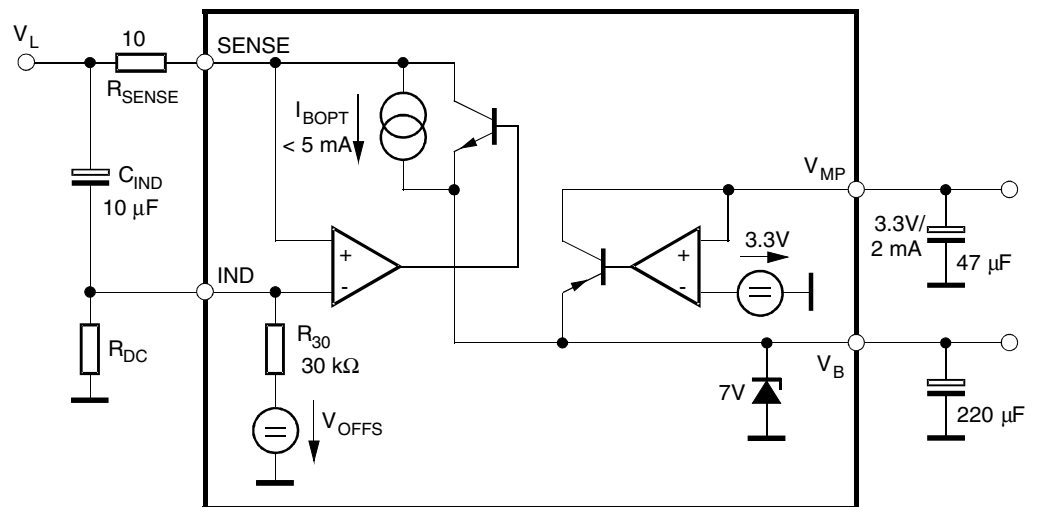 V_L
10
R_SENSE
SENSE
I_BOPT
< 5 mA
C_IND
10 μF
+
-
IND
R_DC
R_30
30 kΩ
V_OFFS
V_MP
3.3V
+
-
3.3V/
2 mA
47 μF
V_B
7V
220 μF